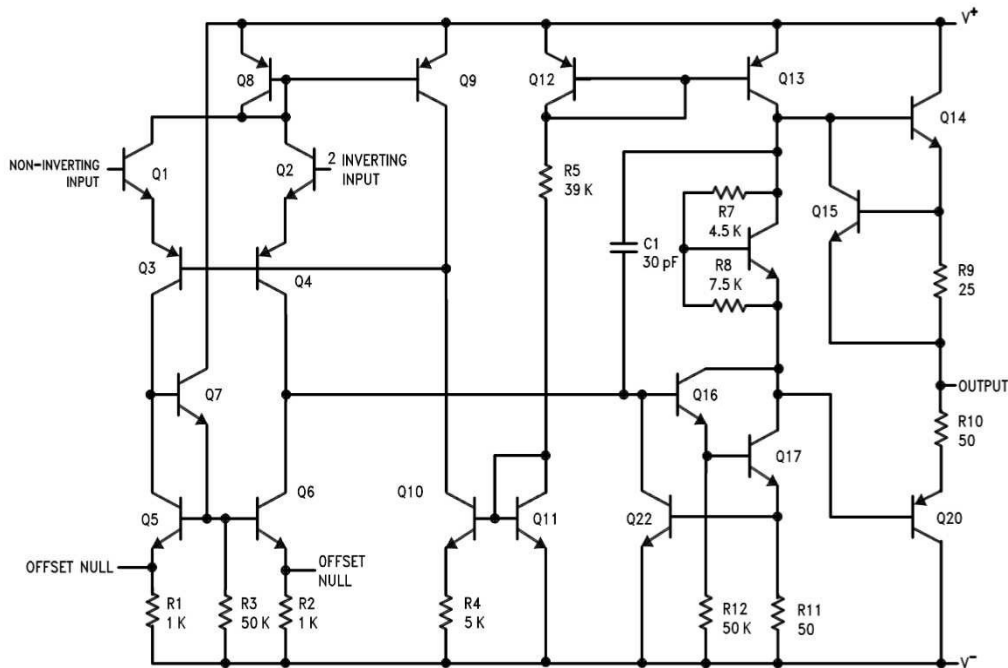 V+
Q8
Q9
Q12
Q13
Q14
NON-INVERTING
INPUT
Q1
Q2
2 INVERTING
INPUT
R5
39 K
R7
4.5 K
Q15
C1
30 pF
R8
7.5 K
Q3
Q4
R9
25
Q7
Q16
OUTPUT
R10
50
Q17
Q5
Q6
Q10
Q11
Q22
Q20
OFFSET NULL
OFFSET
NULL
R1
1 K
R3
50 K
R2
1 K
R4
5 K
R12
50 K
R11
50
V-